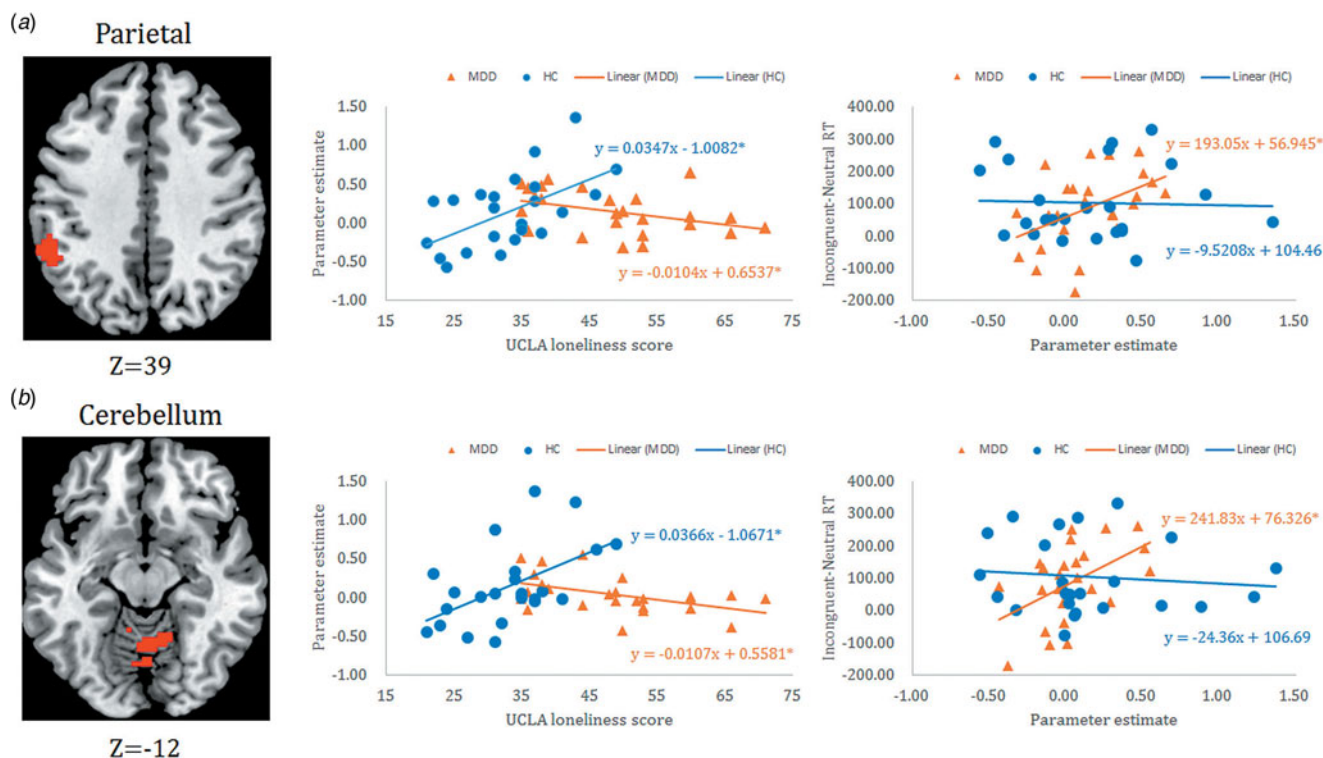 (a)
Parietal
Z=39
MDD HC Linear (MDD) Linear (HC)
Parameter estimate
1.50
1.00
0.50
0.00
-0.50
-1.00
y = 0.0347x - 1.0082*
y = -0.0104x + 0.6537*
15 25 35 45 55 65 75
UCLA loneliness score
MDD HC Linear (MDD) Linear (HC)
Incongruent-Neutral RT
400.00
300.00
200.00
100.00
0.00
-100.00
-200.00
y = 193.05x + 56.945*
y = -9.5208x + 104.46
-1.00 -0.50 0.00 0.50 1.00 1.50
Parameter estimate
(b)
Cerebellum
Z=-12
MDD HC Linear (MDD) Linear (HC)
Parameter estimate
1.50
1.00
0.50
0.00
-0.50
-1.00
y = 0.0366x - 1.0671*
y = -0.0107x + 0.5581*
15 25 35 45 55 65 75
UCLA loneliness score
MDD HC Linear (MDD) Linear (HC)
Incongruent-Neutral RT
400.00
300.00
200.00
100.00
0.00
-100.00
-200.00
y = 241.83x + 76.326*
y = -24.36x + 106.69
-1.00 -0.50 0.00 0.50 1.00 1.50
Parameter estimate